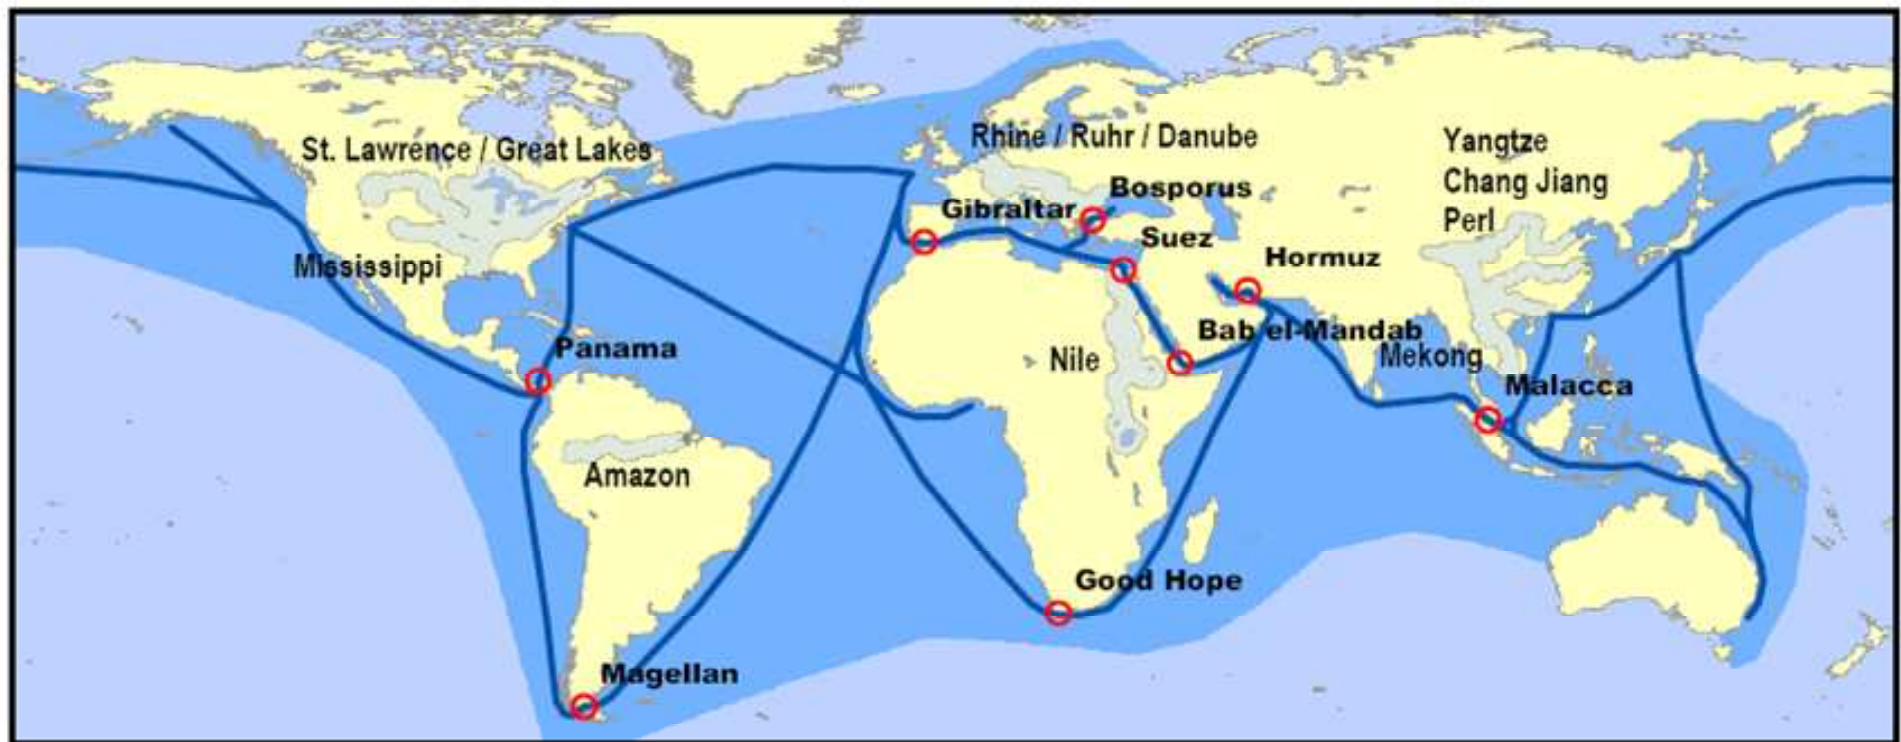 St. Lawrence / Great Lakes
Rhine / Ruhr / Danube
Yangtze
Chang Jiang
Perl
Bosporus
Gibraltar
Suez
Hormuz
Mississippi
Bab el-Mandab
Panama
Nile
Mekong
Malacca
Amazon
Good Hope
Magellan